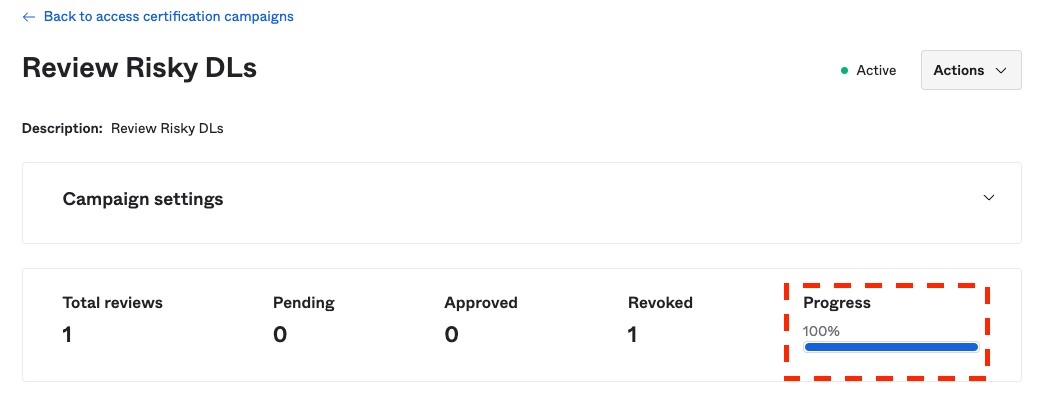 Back to access certification campaigns
Review Risky DLs
Active
Actions
Description: Review Risky DLs
Campaign settings
Total reviews
1
Pending
0
Approved
0
Revoked
1
Progress
100%